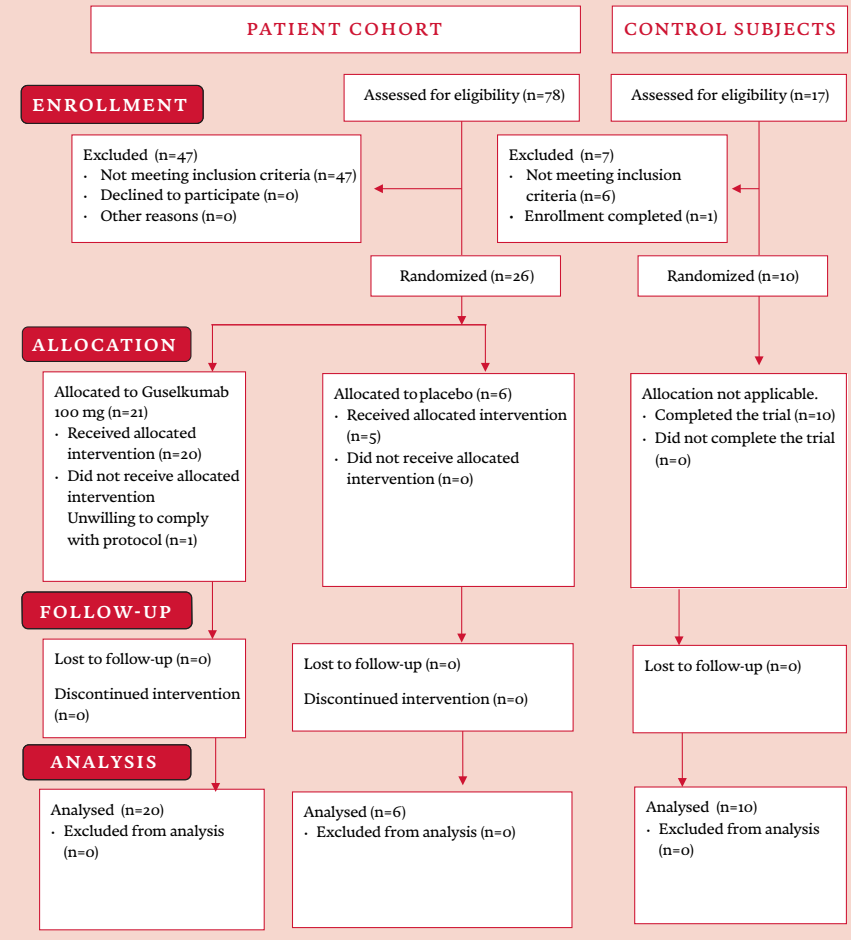 PATIENT COHORT
CONTROL SUBJECTS
ENROLLMENT
Assessed for eligibility (n=78)
Assessed for eligibility (n=17)
Excluded (n=47)
· Not meeting inclusion criteria (n=47)
· Declined to participate (n=0)
· Other reasons (n=0)
Excluded (n=7)
· Not meeting inclusion
criteria (n=6)
· Enrollment completed (n=1)
Randomized (n=26)
Randomized (n=10)
ALLOCATION
Allocated to Guselkumab
100 mg (n=21)
· Received allocated
intervention (n=20)
· Did not receive allocated
intervention
Unwilling to comply
with protocol (n=1)
Allocated to placebo (n=6)
· Received allocated intervention
(n=5)
· Did not receive allocated
intervention (n=0)
Allocation not applicable.
· Completed the trial (n=10)
· Did not complete the trial
(n=0)
FOLLOW-UP
Lost to follow-up (n=0)
Discontinued intervention
(n=0)
Lost to follow-up (n=0)
Discontinued intervention (n=0)
Lost to follow-up (n=0)
ANALYSIS
Analysed (n=20)
· Excluded from analysis
(n=0)
Analysed (n=6)
· Excluded from analysis (n=0)
Analysed (n=10)
· Excluded from analysis
(n=0)